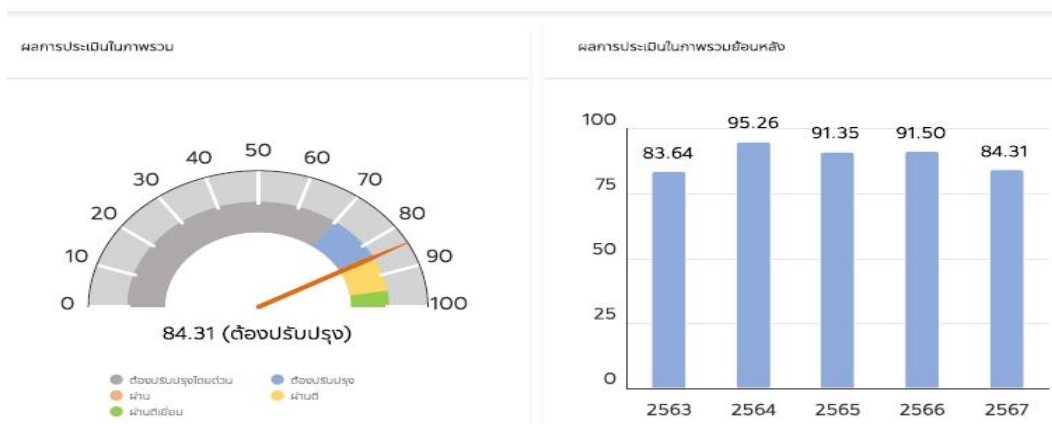 ผลการประเมินในภาพรวม
50
40
60
30
70
20
80
10
90
0
100
84.31 (ต้องปรับปรุง)
ต้องปรับปรุงโดยด่วน
ต้องปรับปรุง
ผ่าน
ผ่านดี
ผ่านดีเยี่ยม
ผลการประเมินในภาพรวมย้อนหลัง
100
75
50
25
0
83.64
95.26
91.35
91.50
84.31
2563 2564 2565 2566 2567